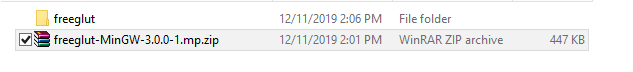 freeglut 12/11/2019 2:06 PM File folder
freeglut-MinGW-3.0.0-1.mp.zip 12/11/2019 2:01 PM WinRAR ZIP archive 447 KB